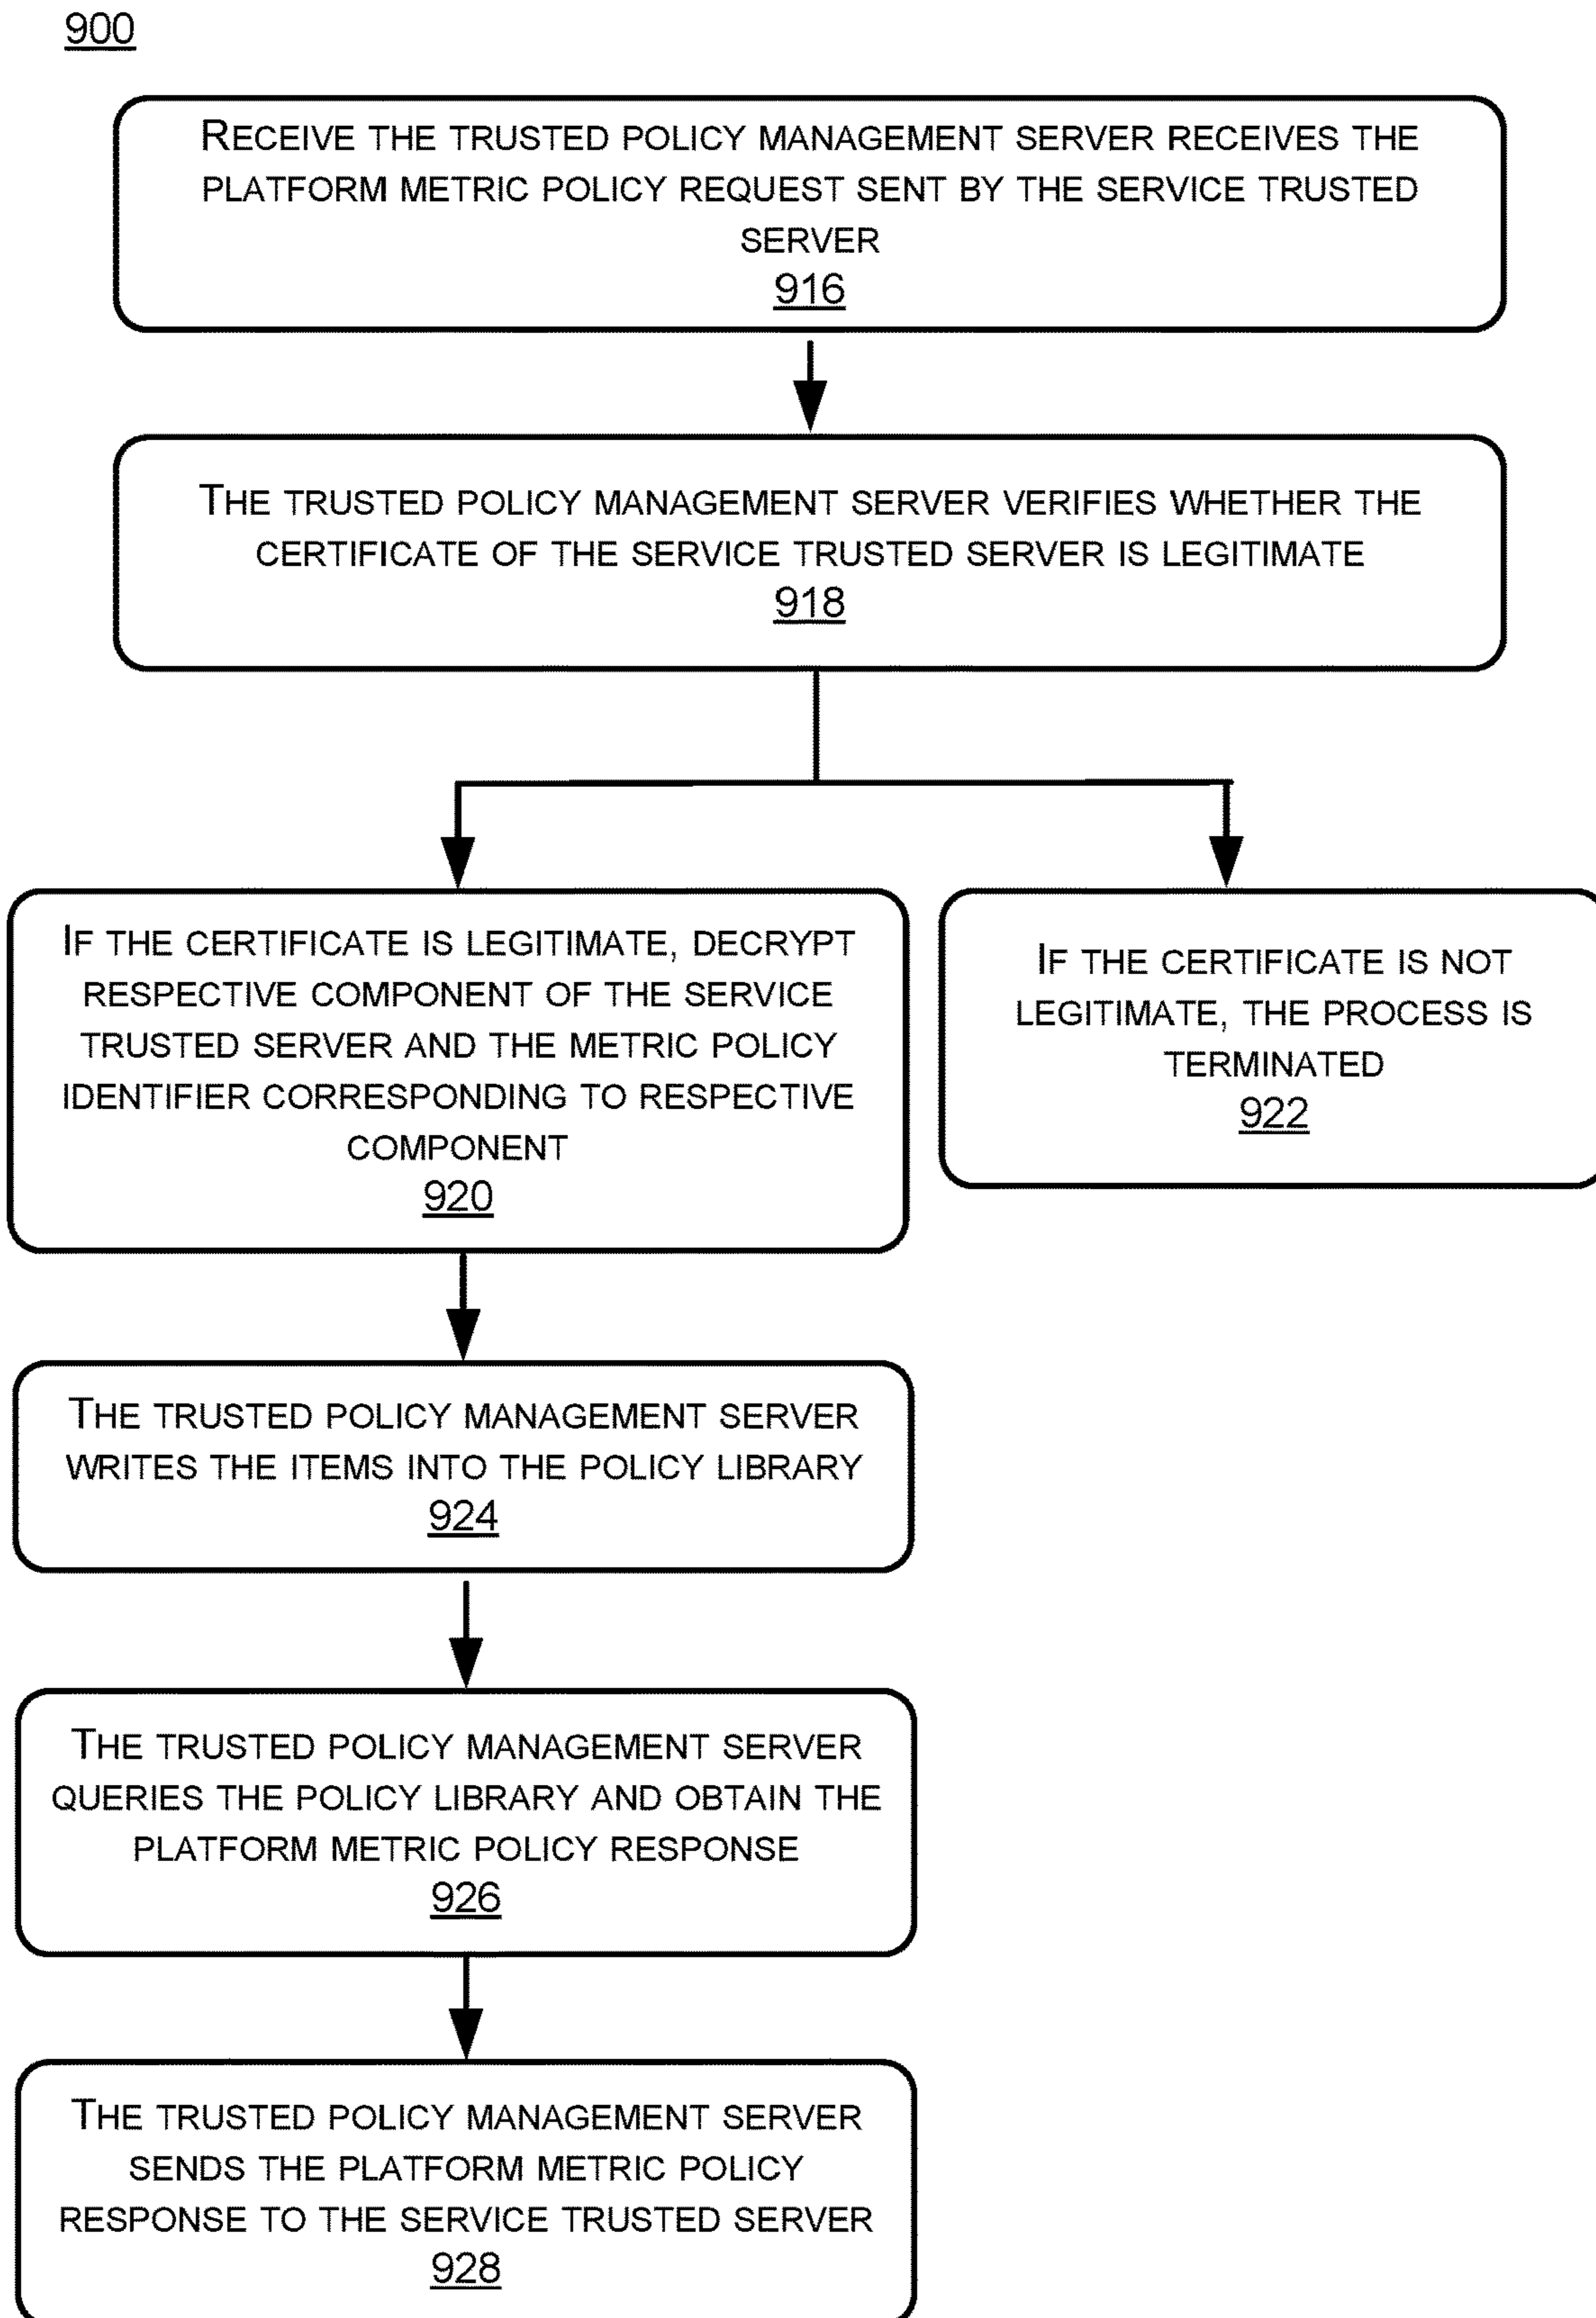 900
RECEIVE THE TRUSTED POLICY MANAGEMENT SERVER RECEIVES THE
PLATFORM METRIC POLICY REQUEST SENT BY THE SERVICE TRUSTED
SERVER
916
THE TRUSTED POLICY MANAGEMENT SERVER VERIFIES WHETHER THE
CERTIFICATE OF THE SERVICE TRUSTED SERVER IS LEGITIMATE
918
IF THE CERTIFICATE IS LEGITIMATE, DECRYPT
RESPECTIVE COMPONENT OF THE SERVICE
TRUSTED SERVER AND THE METRIC POLICY
IDENTIFIER CORRESPONDING TO RESPECTIVE
COMPONENT
920
IF THE CERTIFICATE IS NOT
LEGITIMATE, THE PROCESS IS
TERMINATED
922
THE TRUSTED POLICY MANAGEMENT SERVER
WRITES THE ITEMS INTO THE POLICY LIBRARY
924
THE TRUSTED POLICY MANAGEMENT SERVER
QUERIES THE POLICY LIBRARY AND OBTAIN THE
PLATFORM METRIC POLICY RESPONSE
926
THE TRUSTED POLICY MANAGEMENT SERVER
SENDS THE PLATFORM METRIC POLICY
RESPONSE TO THE SERVICE TRUSTED SERVER
928